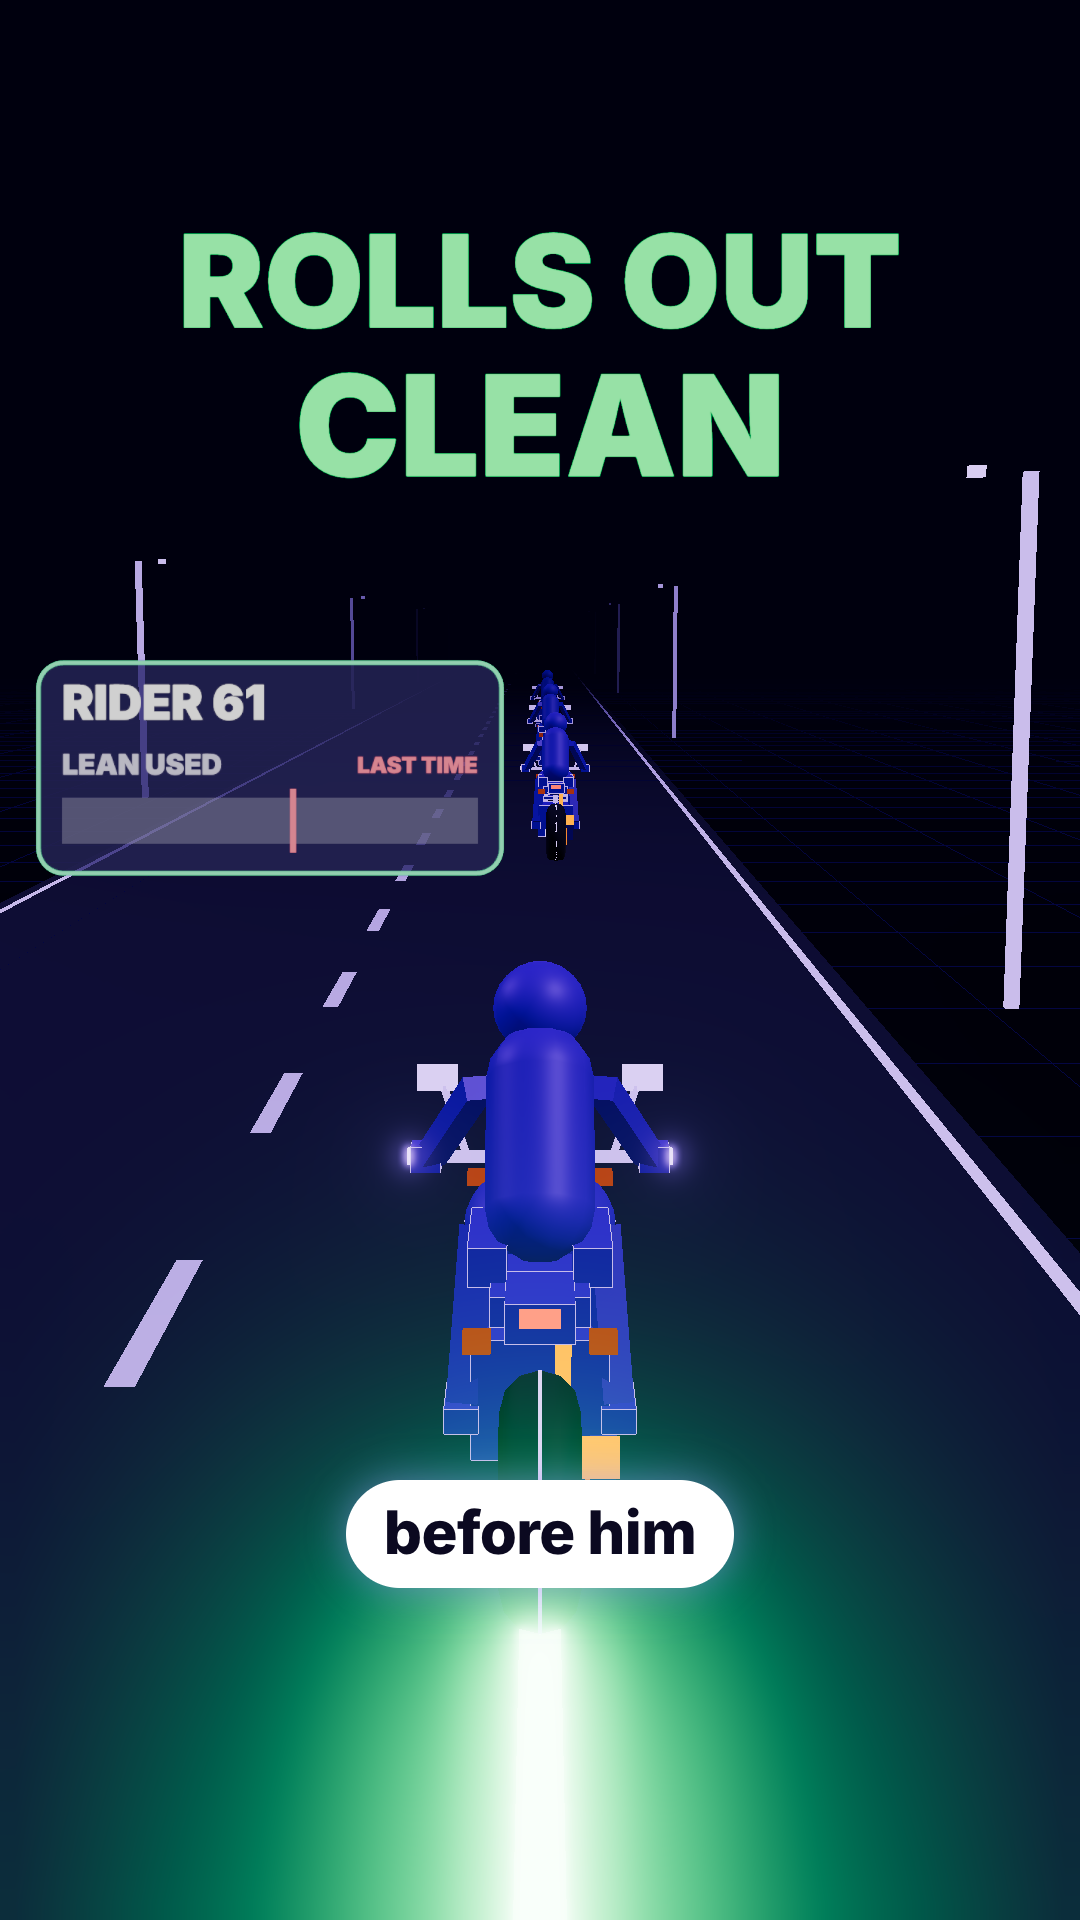 ROLLS OUT
CLEAN
RIDER 61
LEAN USED
LAST TIME
before him